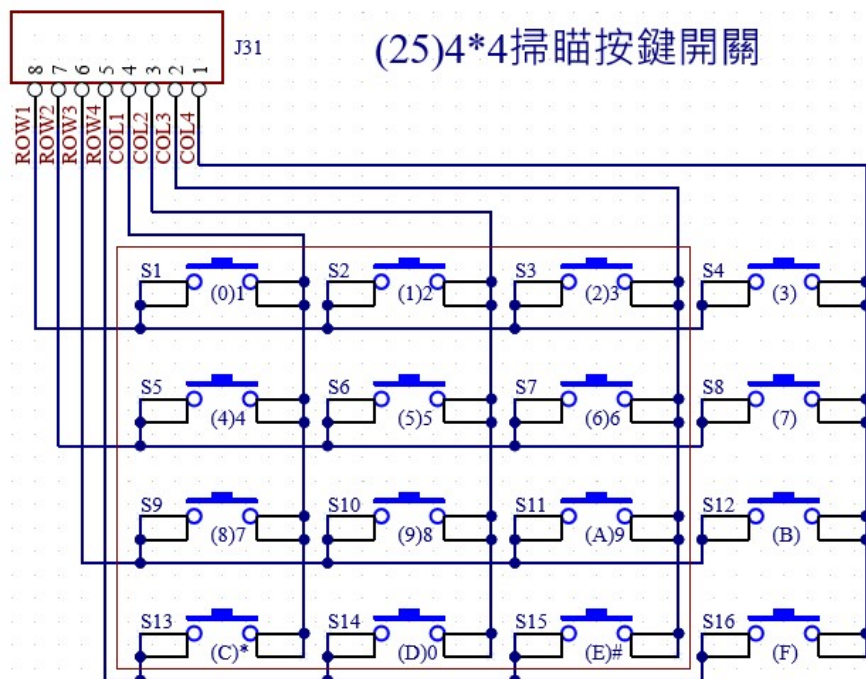 J31
(25)4*4掃瞄按鍵開關
8 7 6 5 4 3 2 1
ROW1
ROW2
ROW3
ROW4
COL1
COL2
COL3
COL4
S1 S2 S3 S4
(0)1 (1)2 (2)3 (3)
S5 S6 S7 S8
(4)4 (5)5 (6)6 (7)
S9 S10 S11 S12
(8)7 (9)8 (A)9 (B)
S13 S14 S15 S16
(C)* (D)0 (E)# (F)